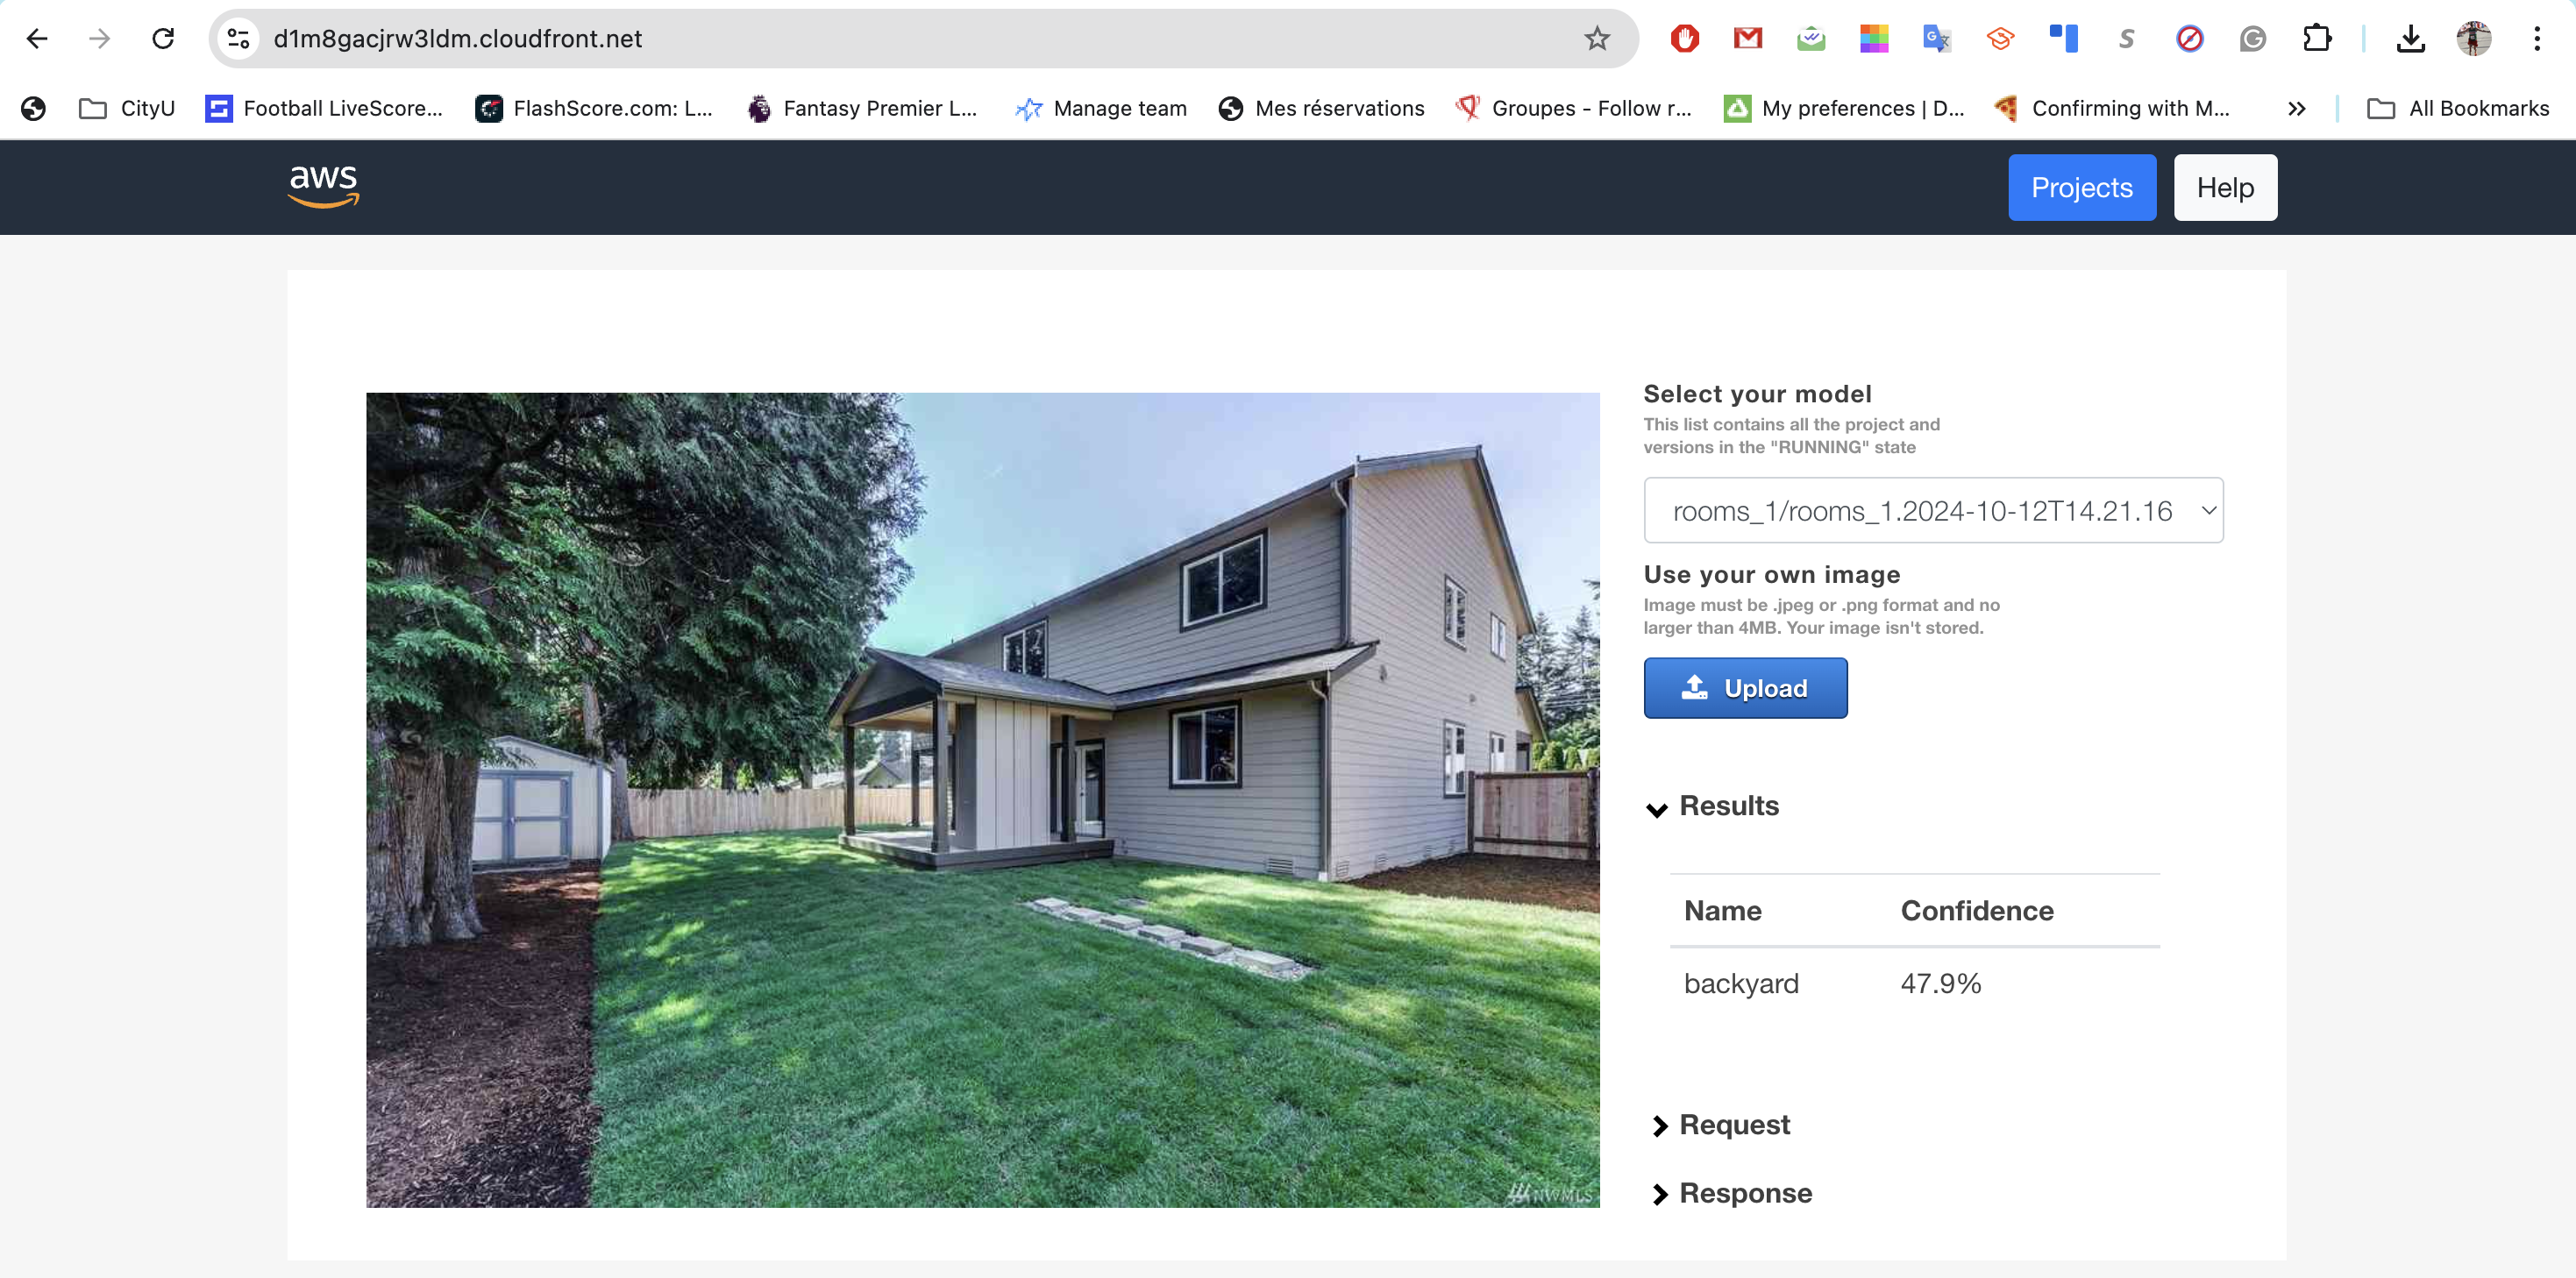 d1m8gacjrw3ldm.cloudfront.net
CityU
Football LiveScore...
FlashScore.com: L...
Fantasy Premier L...
Manage team
Mes réservations
Groupes - Follow r...
My preferences | D...
Confirming with M...
All Bookmarks
aws
Projects
Help
Select your model
This list contains all the project and
versions in the "RUNNING" state
rooms_1/rooms_1.2024-10-12T14.21.16
Use your own image
Image must be .jpeg or .png format and no
larger than 4MB. Your image isn't stored.
Upload
Results
Name Confidence
backyard 47.9%
Request
Response
NWMLS